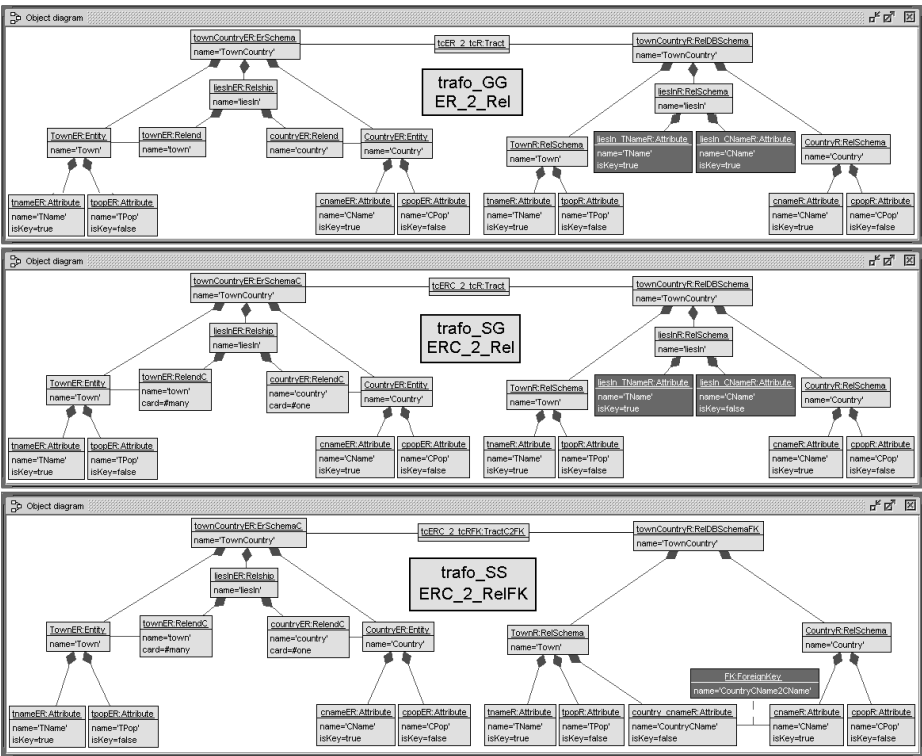 Object diagram
townCountryER:ErSchema
name='TownCountry'
tcER_2_tcR:Tract
townCountryR:RelDBSchema
name='TownCountry'
trafo_GG
ER_2_Rel
liesInER:Relship
name='liesIn'
liesInR:RelSchema
name='liesIn'
TownER:Entity
name='Town'
townER:Relend
name='town'
countryER:Relend
name='country'
CountryER:Entity
name='Country'
TownR:RelSchema
name='Town'
liesIn_TNameR:Attribute
name='TName'
isKey=true
liesIn_CNameR:Attribute
name='CName'
isKey=true
CountryR:RelSchema
name='Country'
tnameER:Attribute
name='TName'
isKey=true
tpopER:Attribute
name='TPop'
isKey=false
cnameER:Attribute
name='CName'
isKey=true
cpopER:Attribute
name='CPop'
isKey=false
tnameR:Attribute
name='TName'
isKey=true
tpopR:Attribute
name='TPop'
isKey=false
cnameR:Attribute
name='CName'
isKey=true
cpopR:Attribute
name='CPop'
isKey=false
Object diagram
townCountryER:ErSchemaC
name='TownCountry'
tcERC_2_tcR:Tract
townCountryR:RelDBSchema
name='TownCountry'
trafo_SG
ERC_2_Rel
liesInER:Relship
name='liesIn'
liesInR:RelSchema
name='liesIn'
TownER:Entity
name='Town'
townER:RelendC
name='town'
card=#many
countryER:RelendC
name='country'
card=#one
CountryER:Entity
name='Country'
TownR:RelSchema
name='Town'
liesIn_TNameR:Attribute
name='TName'
isKey=true
liesIn_CNameR:Attribute
name='CName'
isKey=false
CountryR:RelSchema
name='Country'
tnameER:Attribute
name='TName'
isKey=true
tpopER:Attribute
name='TPop'
isKey=false
cnameER:Attribute
name='CName'
isKey=true
cpopER:Attribute
name='CPop'
isKey=false
tnameR:Attribute
name='TName'
isKey=true
tpopR:Attribute
name='TPop'
isKey=false
cnameR:Attribute
name='CName'
isKey=true
cpopR:Attribute
name='CPop'
isKey=false
Object diagram
townCountryER:ErSchemaC
name='TownCountry'
tcERC_2_tcRFK:TractC2FK
townCountryR:RelDBSchemaFK
name='TownCountry'
trafo_SS
ERC_2_RelFK
liesInER:Relship
name='liesIn'
TownER:Entity
name='Town'
townER:RelendC
name='town'
card=#many
countryER:RelendC
name='country'
card=#one
CountryER:Entity
name='Country'
TownR:RelSchema
name='Town'
CountryR:RelSchema
name='Country'
FK:ForeignKey
name='CountryCName2CName'
tnameER:Attribute
name='TName'
isKey=true
tpopER:Attribute
name='TPop'
isKey=false
cnameER:Attribute
name='CName'
isKey=true
cpopER:Attribute
name='CPop'
isKey=false
tnameR:Attribute
name='TName'
isKey=true
tpopR:Attribute
name='TPop'
isKey=false
country_cnameR:Attribute
name='CountryCName'
isKey=false
cnameR:Attribute
name='CName'
isKey=true
cpopR:Attribute
name='CPop'
isKey=false